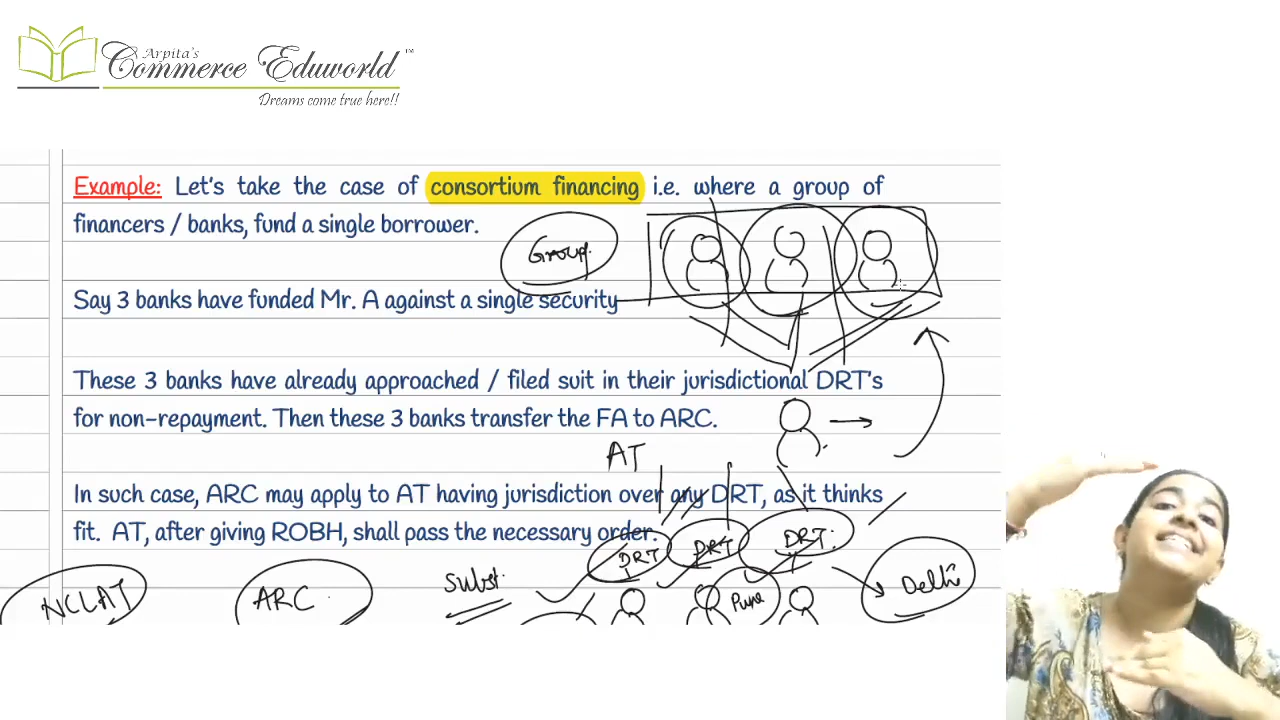 Arpita's
Commerce Eduworld™
Dreams come true here!!
Example: Let's take the case of consortium financing i.e. where a group of
financers / banks, fund a single borrower.
Group
Say 3 banks have funded Mr. A against a single security
These 3 banks have already approached / filed suit in their jurisdictional DRT's
for non-repayment. Then these 3 banks transfer the FA to ARC.
AT
In such case, ARC may apply to AT having jurisdiction over any DRT, as it thinks
fit. AT, after giving ROBH, shall pass the necessary order.
DRT DRT DRT
NCLAT ARC Subst. Pune Delhi